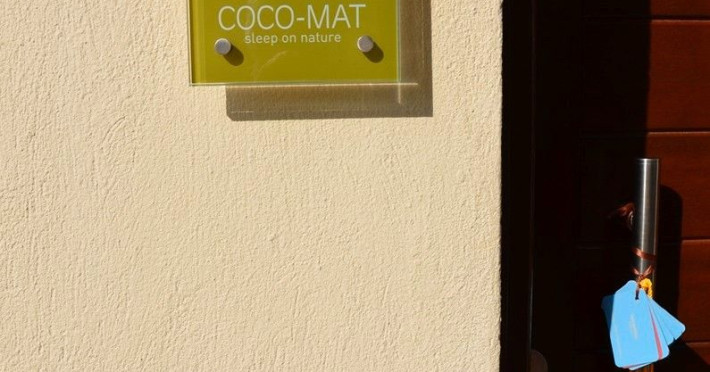 COCO-MAT
sleep on nature